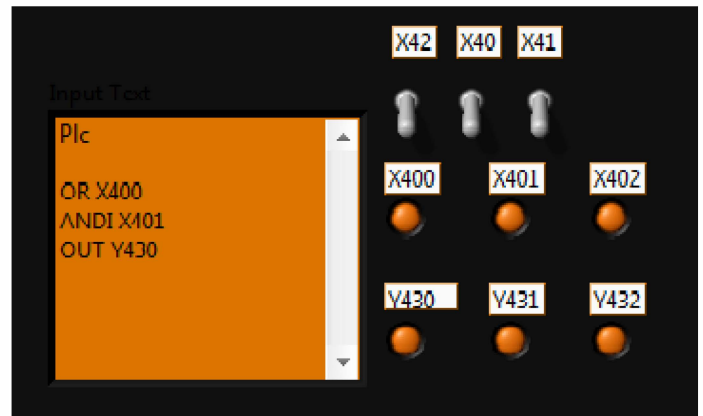 X42 X40 X41
Input Text
Plc
OR X400
ANDI X401
OUT Y430
X400 X401 X402
Y430 Y431 Y432